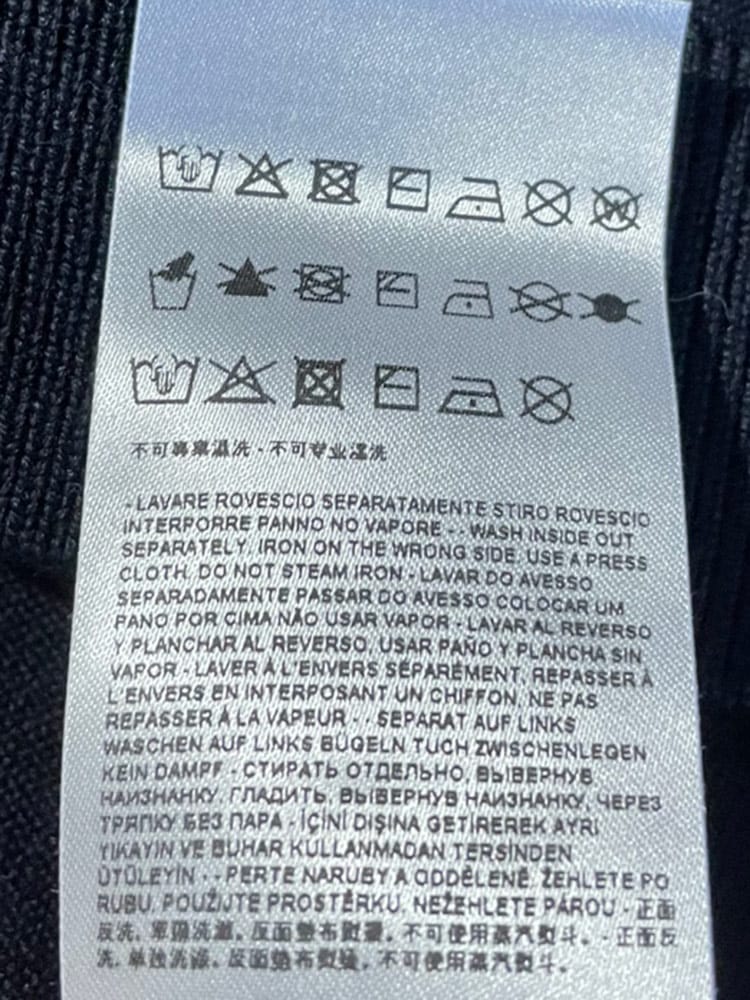 不可專業濕洗 - 不可专业湿洗
- LAVARE ROVESCIO SEPARATAMENTE STIRO ROVESCIO
INTERPORRE PANNO NO VAPORE - - WASH INSIDE OUT
SEPARATELY. IRON ON THE WRONG SIDE. USE A PRESS
CLOTH. DO NOT STEAM IRON - LAVAR DO AVESSO
SEPARADAMENTE PASSAR DO AVESSO COLOCAR UM
PANO POR CIMA NÃO USAR VAPOR - LAVAR AL REVERSO
Y PLANCHAR AL REVERSO. USAR PAÑO Y PLANCHA SIN
VAPOR - LAVER À L'ENVERS SÉPARÉMENT. REPASSER À
L'ENVERS EN INTERPOSANT UN CHIFFON. NE PAS
REPASSER À LA VAPEUR - - SEPARAT AUF LINKS
WASCHEN AUF LINKS BÜGELN TUCH ZWISCHENLEGEN
KEIN DAMPF - СТИРАТЬ ОТДЕЛЬНО, ВЫВЕРНУВ
НАИЗНАНКУ. ГЛАДИТЬ, ВЫВЕРНУВ НАИЗНАНКУ, ЧЕРЕЗ
ТРЯПКУ БЕЗ ПАРА - İÇİNİ DIŞINA GETİREREK AYRI
YIKAYIN VE BUHAR KULLANMADAN TERSİNDEN
ÜTÜLEYİN - - PERTE NARUBY A ODDĚLENĚ. ŽEHLETE PO
RUBU. POUŽIJTE PROSTĚRKU. NEŽEHLETE PÁROU - 正面
反洗. 單獨洗滌。反面墊布熨燙。不可使用蒸汽熨斗。 - 正面反
洗. 单独洗涤。反面垫布熨烫。不可使用蒸汽熨斗。